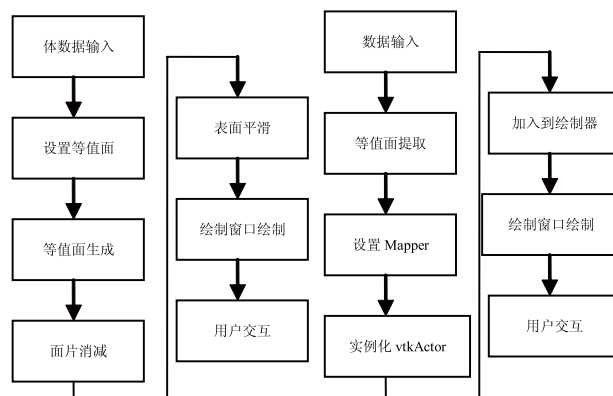 体数据输入
设置等值面
等值面生成
面片消减
表面平滑
绘制窗口绘制
用户交互
数据输入
等值面提取
设置 Mapper
实例化 vtkActor
加入到绘制器
绘制窗口绘制
用户交互